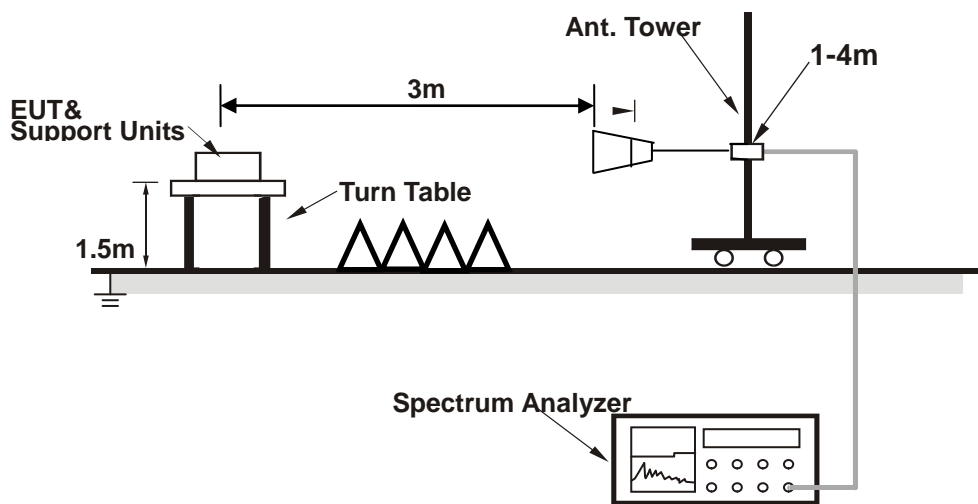 Ant. Tower
1-4m
3m
EUT&
Support Units
Turn Table
1.5m
Spectrum Analyzer